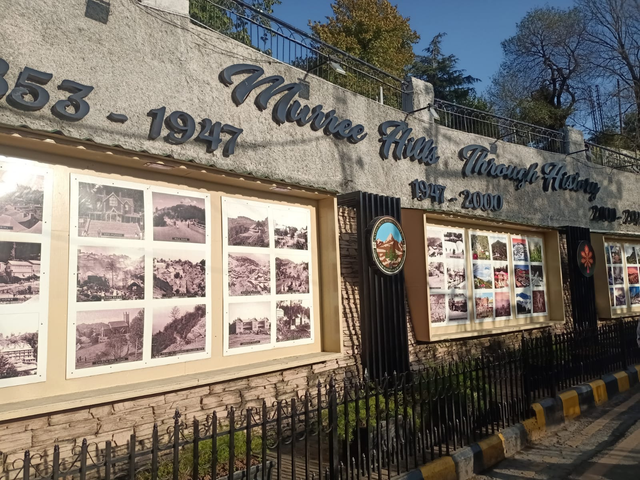 Murree Hills Through History
853 - 1947
1947 - 2000